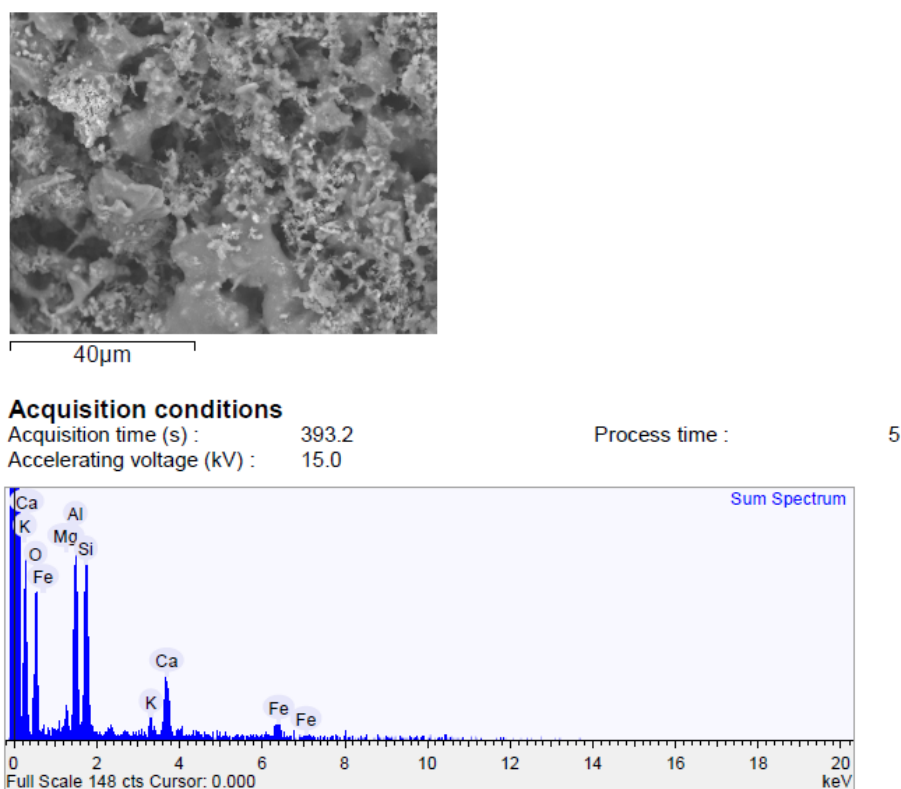 40µm
Acquisition conditions
Acquisition time (s) : 393.2 Process time : 5
Accelerating voltage (kV) : 15.0
Sum Spectrum
Ca
K
Al
Mg
Si
O
Fe
Ca
K
Fe
Fe
0 2 4 6 8 10 12 14 16 18 20
Full Scale 148 cts Cursor: 0.000 keV